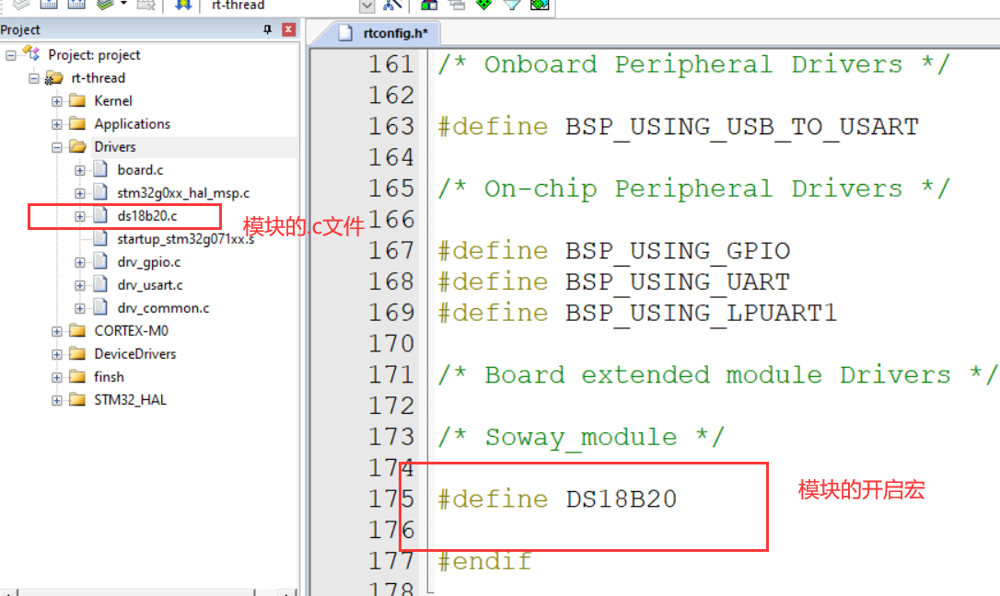 rt-thread
Project
rtconfig.h*
Project: project
rt-thread
Kernel
Applications
Drivers
board.c
stm32g0xx_hal_msp.c
ds18b20.c
模块的.c文件
startup_stm32g071xx.s
drv_gpio.c
drv_usart.c
drv_common.c
CORTEX-M0
DeviceDrivers
finsh
STM32_HAL
161 /* Onboard Peripheral Drivers */
162
163 #define BSP_USING_USB_TO_USART
164
165 /* On-chip Peripheral Drivers */
166
167 #define BSP_USING_GPIO
168 #define BSP_USING_UART
169 #define BSP_USING_LPUART1
170
171 /* Board extended module Drivers */
172
173 /* Soway_module */
174
175 #define DS18B20
模块的开启宏
176
177 #endif
178